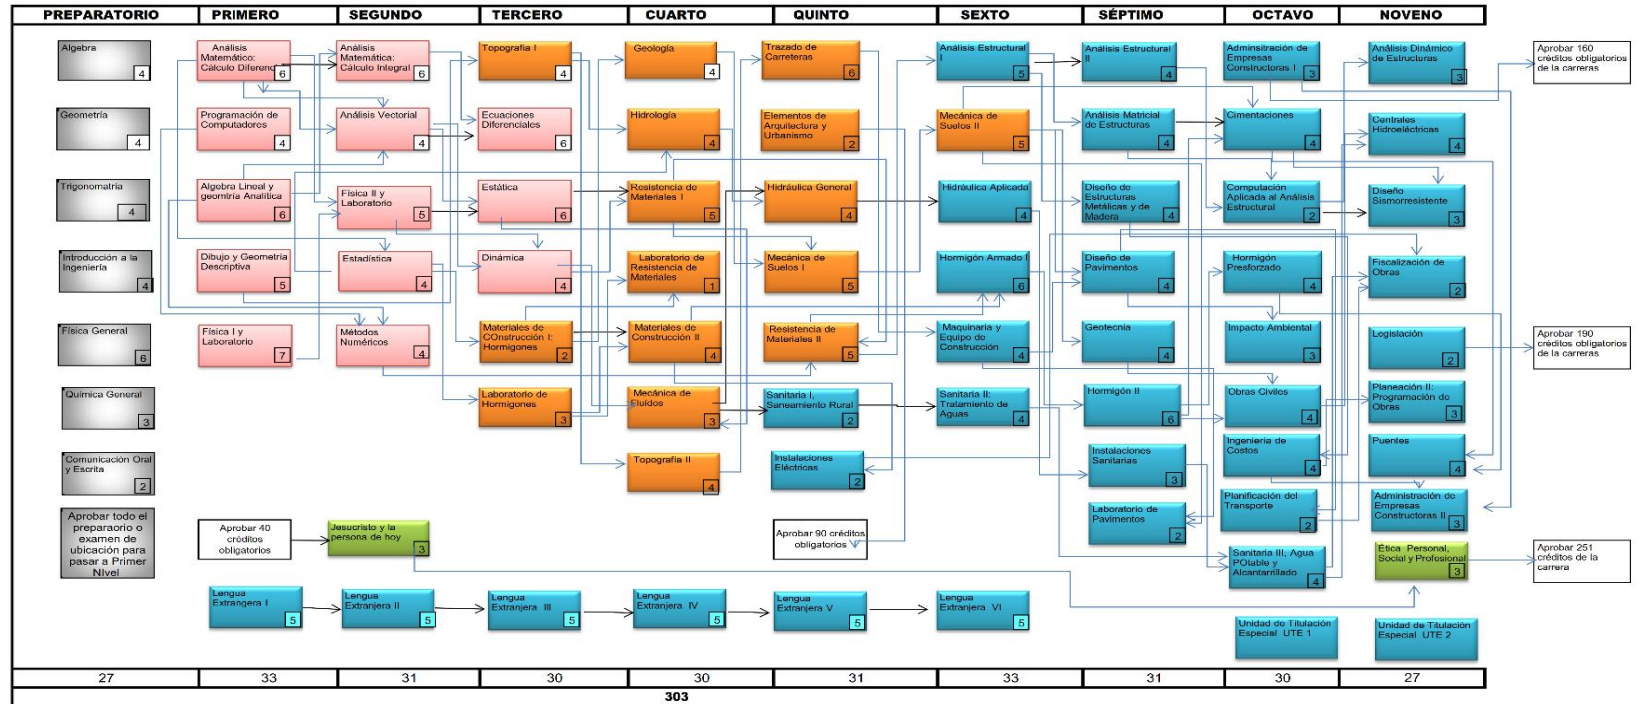 PREPARATORIO
PRIMERO
SEGUNDO
TERCERO
CUARTO
QUINTO
SEXTO
SÉPTIMO
OCTAVO
NOVENO
Algebra
4
Geometría
4
Trigonometria
4
Introducción a la
Ingeniería
4
Física General
6
Química General
3
Comunicación Oral
y Escrita
2
Aprobar todo el
preparaorio o
examen de
ubicación para
pasar a Primer
NIvel
Análisis
Matemático:
Cálculo Diferenc
6
Programación de
Computadores
4
Algebra Lineal y
geomtría Analítica
6
Dibujo y Geometría
Descriptiva
5
Física I y
Laboratorio
7
Aprobar 40
créditos
obligatorios
Lengua
Extrangera I
5
Análisis
Matemática:
Cálculo Integral
6
Análisis Vectorial
4
Física II y
Laboratorio
5
Estadística
4
Métodos
Numéricos
4
Jesucristo y la
persona de hoy
3
Lengua
Extranjera II
5
Topografía I
4
Ecuaciones
Diferenciales
6
Estática
6
Dinámica
4
Materiales de
COnstrucción I:
Hormigones
2
Laboratorio de
Hormigones
3
Lengua
Extranjera III
5
Geología
4
Hidrología
4
Resistencia de
Materiales I
5
Laboratorio de
Resistencia de
Materiales
1
Materiales de
Construcción II
4
Mecánica de
Fluídos
3
Topografía II
4
Lengua
Extranjera IV
5
Trazado de
Carreteras
6
Elementos de
Arquitectura y
Urbanismo
2
Hidráulica General
4
Mecánica de
Suelos I
5
Resistencia de
Materiales II
5
Sanitaria I,
Saneamiento Rural
2
Instalaciones
Eléctricas
2
Aprobar 90 créditos
obligatorios
Lengua
Extranjera V
5
Análisis Estructural
I
5
Mecánica de
Suelos II
5
Hidráulica Aplicada
4
Hormigón Armado I
6
Maquinaria y
Equipo de
Construcción
4
Sanitaria II:
Tratamiento de
Aguas
4
Lengua
Extranjera VI
5
Análisis Estructural
II
4
Análisis Matricial
de Estructuras
4
Diseño de
Estructuras
Metálicas y de
Madera
4
Diseño de
Pavimentos
4
Geotecnia
4
Hormigón II
6
Instalaciones
Sanitarias
3
Laboratorio de
Pavimentos
2
Adminsitración de
Empresas
Constructoras I
3
Cimentaciones
4
Computación
Aplicada al Análisis
Estructural
2
Hormigón
Presforzado
4
Impacto Ambiental
3
Obras Civiles
4
Ingenieria de
Costos
4
Planificación del
Transporte
2
Sanitaria III, Agua
POtable y
Alcantarrillado
4
Unidad de Titulación
Especial UTE 1
Análisis Dinámico
de Estructuras
3
Centrales
Hidroeléctricas
4
Diseño
Sismorresistente
3
Fiscalización de
Obras
2
Legislación
2
Planeación II:
Programación de
Obras
3
Puentes
4
Administración de
Empresas
Constructoras II
3
Ëtica Personal,
Social y Profesional
3
Unidad de Titulación
Especial UTE 2
Aprobar 160
créditos obligatorios
de la carreras
Aprobar 190
créditos obligatorios
de la carreras
Aprobar 251
créditos de la
carrera
27
33
31
30
30
31
33
31
30
27
303